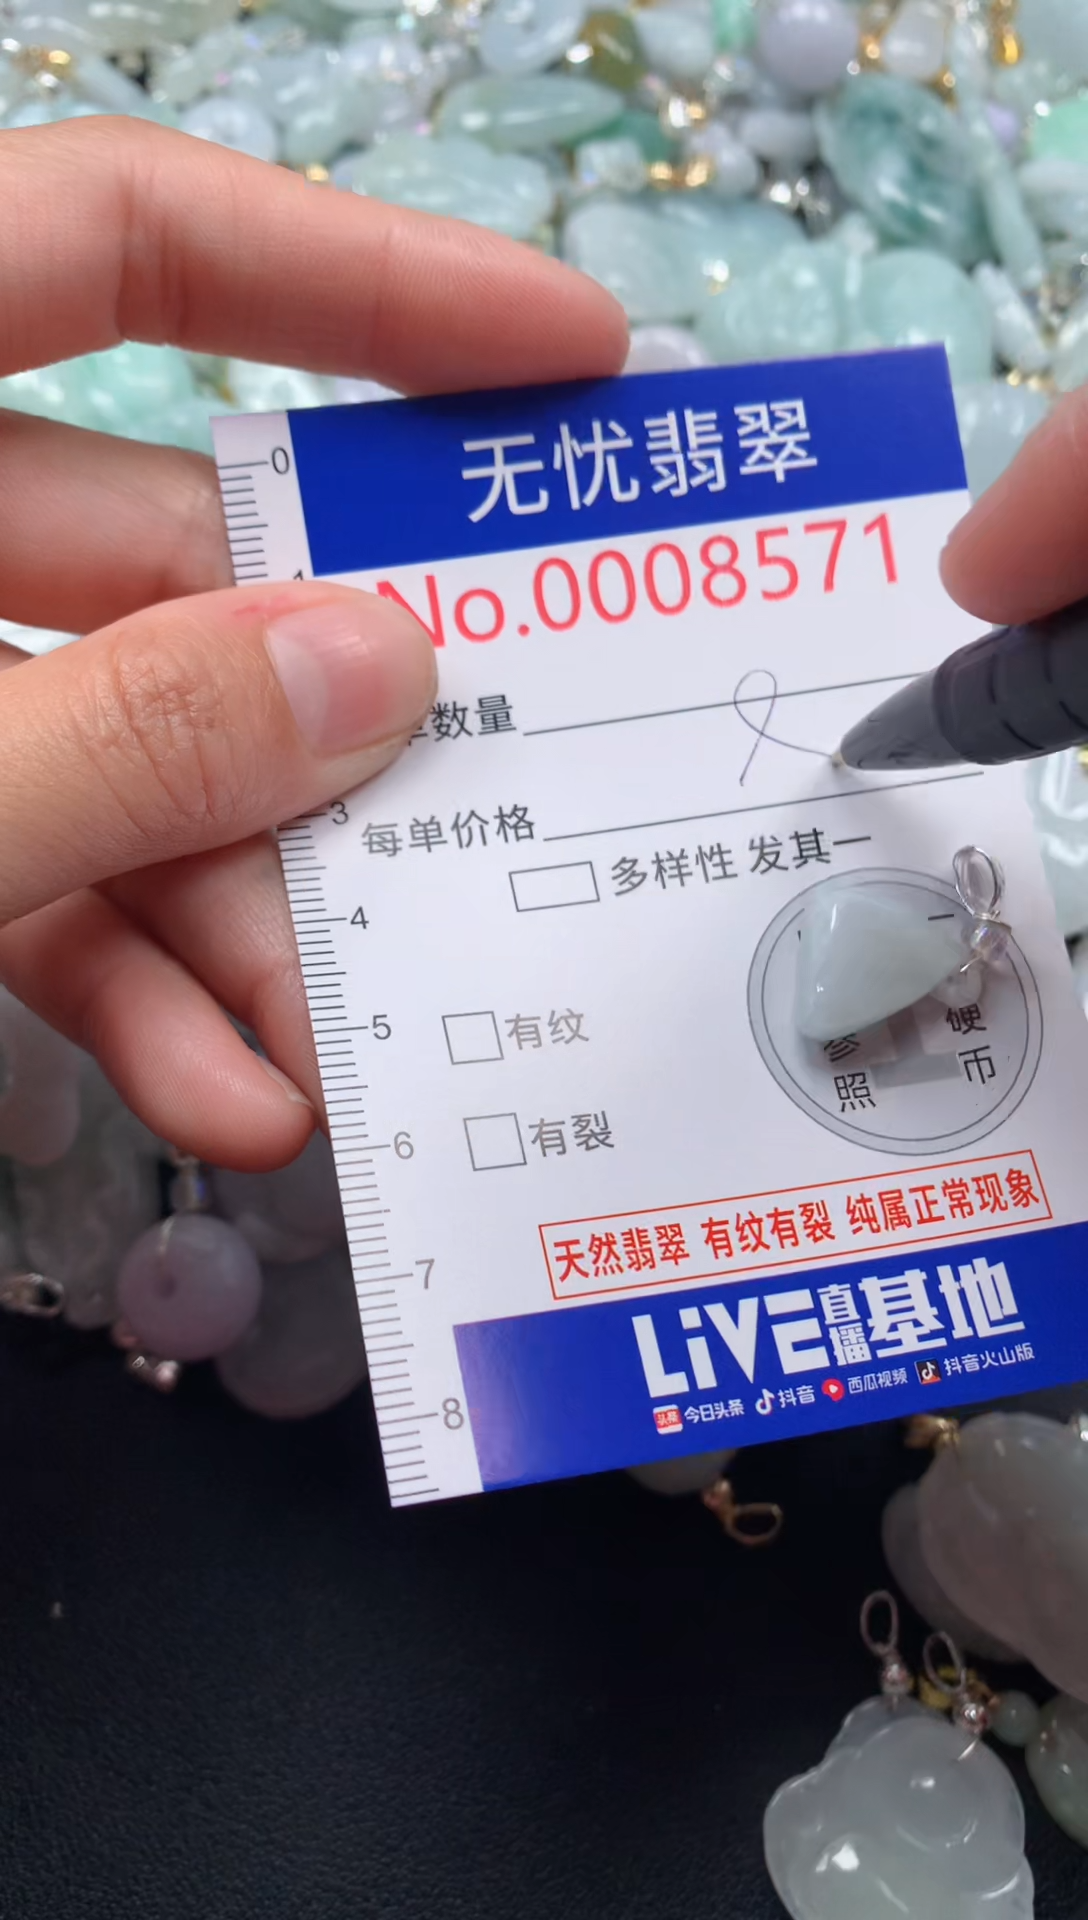 无忧翡翠
0
No.0008571
数量
3
每单价格
多样性 发其一
4
硬币
参照
5
有纹
6
有裂
天然翡翠 有纹有裂 纯属正常现象
7
LiVE直播基地
头条 今日头条 抖音 西瓜视频 抖音火山版
8